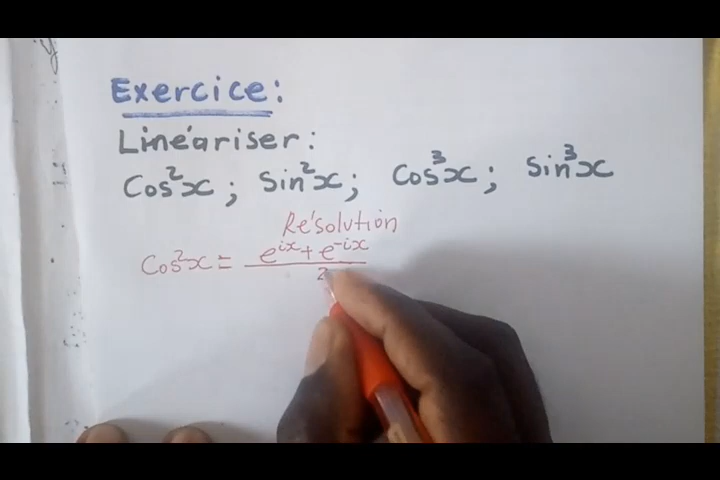 Exercice:
Linéariser:
Cos²x; Sin²x; Cos³x; Sin³x
Résolution
Cos²x = (e^{ix} + e^{-ix})/2